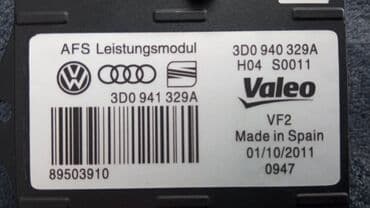 AFS Leistungsmodul
3D0 941 329A
89503910
3D0 940 329A
H04 S0011
Valeo
VF2
Made in Spain
01/10/2011
0947